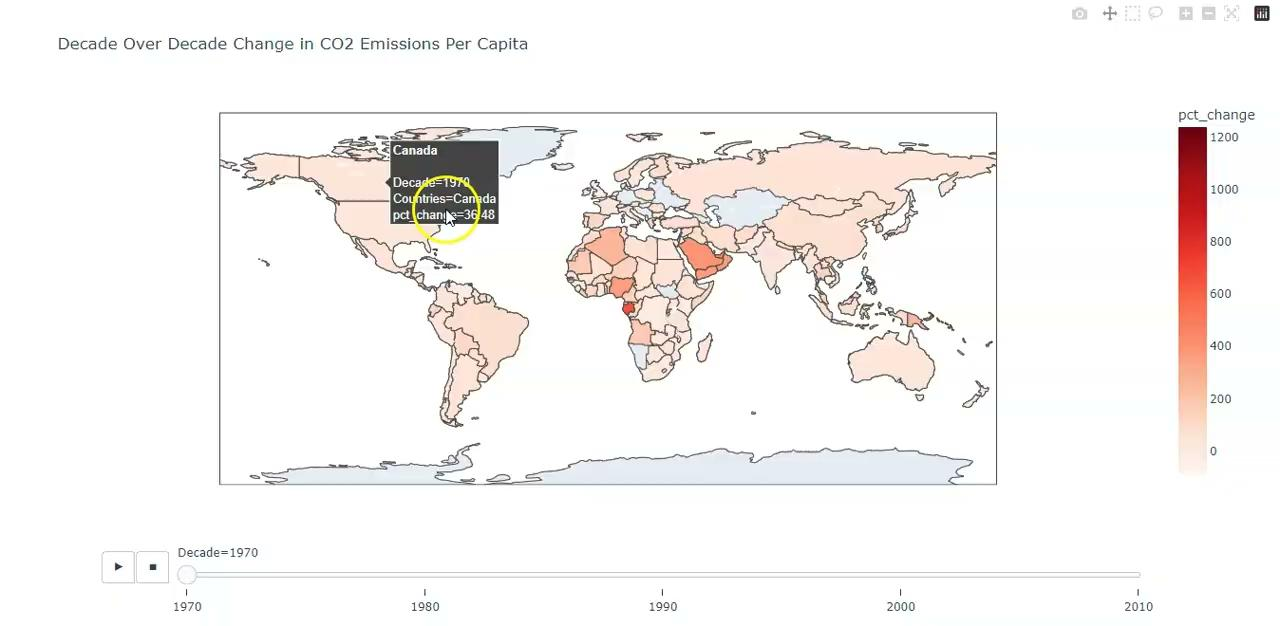 Decade Over Decade Change in CO2 Emissions Per Capita
pct_change
1200
1000
800
600
400
200
0
Canada
Decade=1970
Countries=Canada
pct_change=36.48
Decade=1970
1970
1980
1990
2000
2010